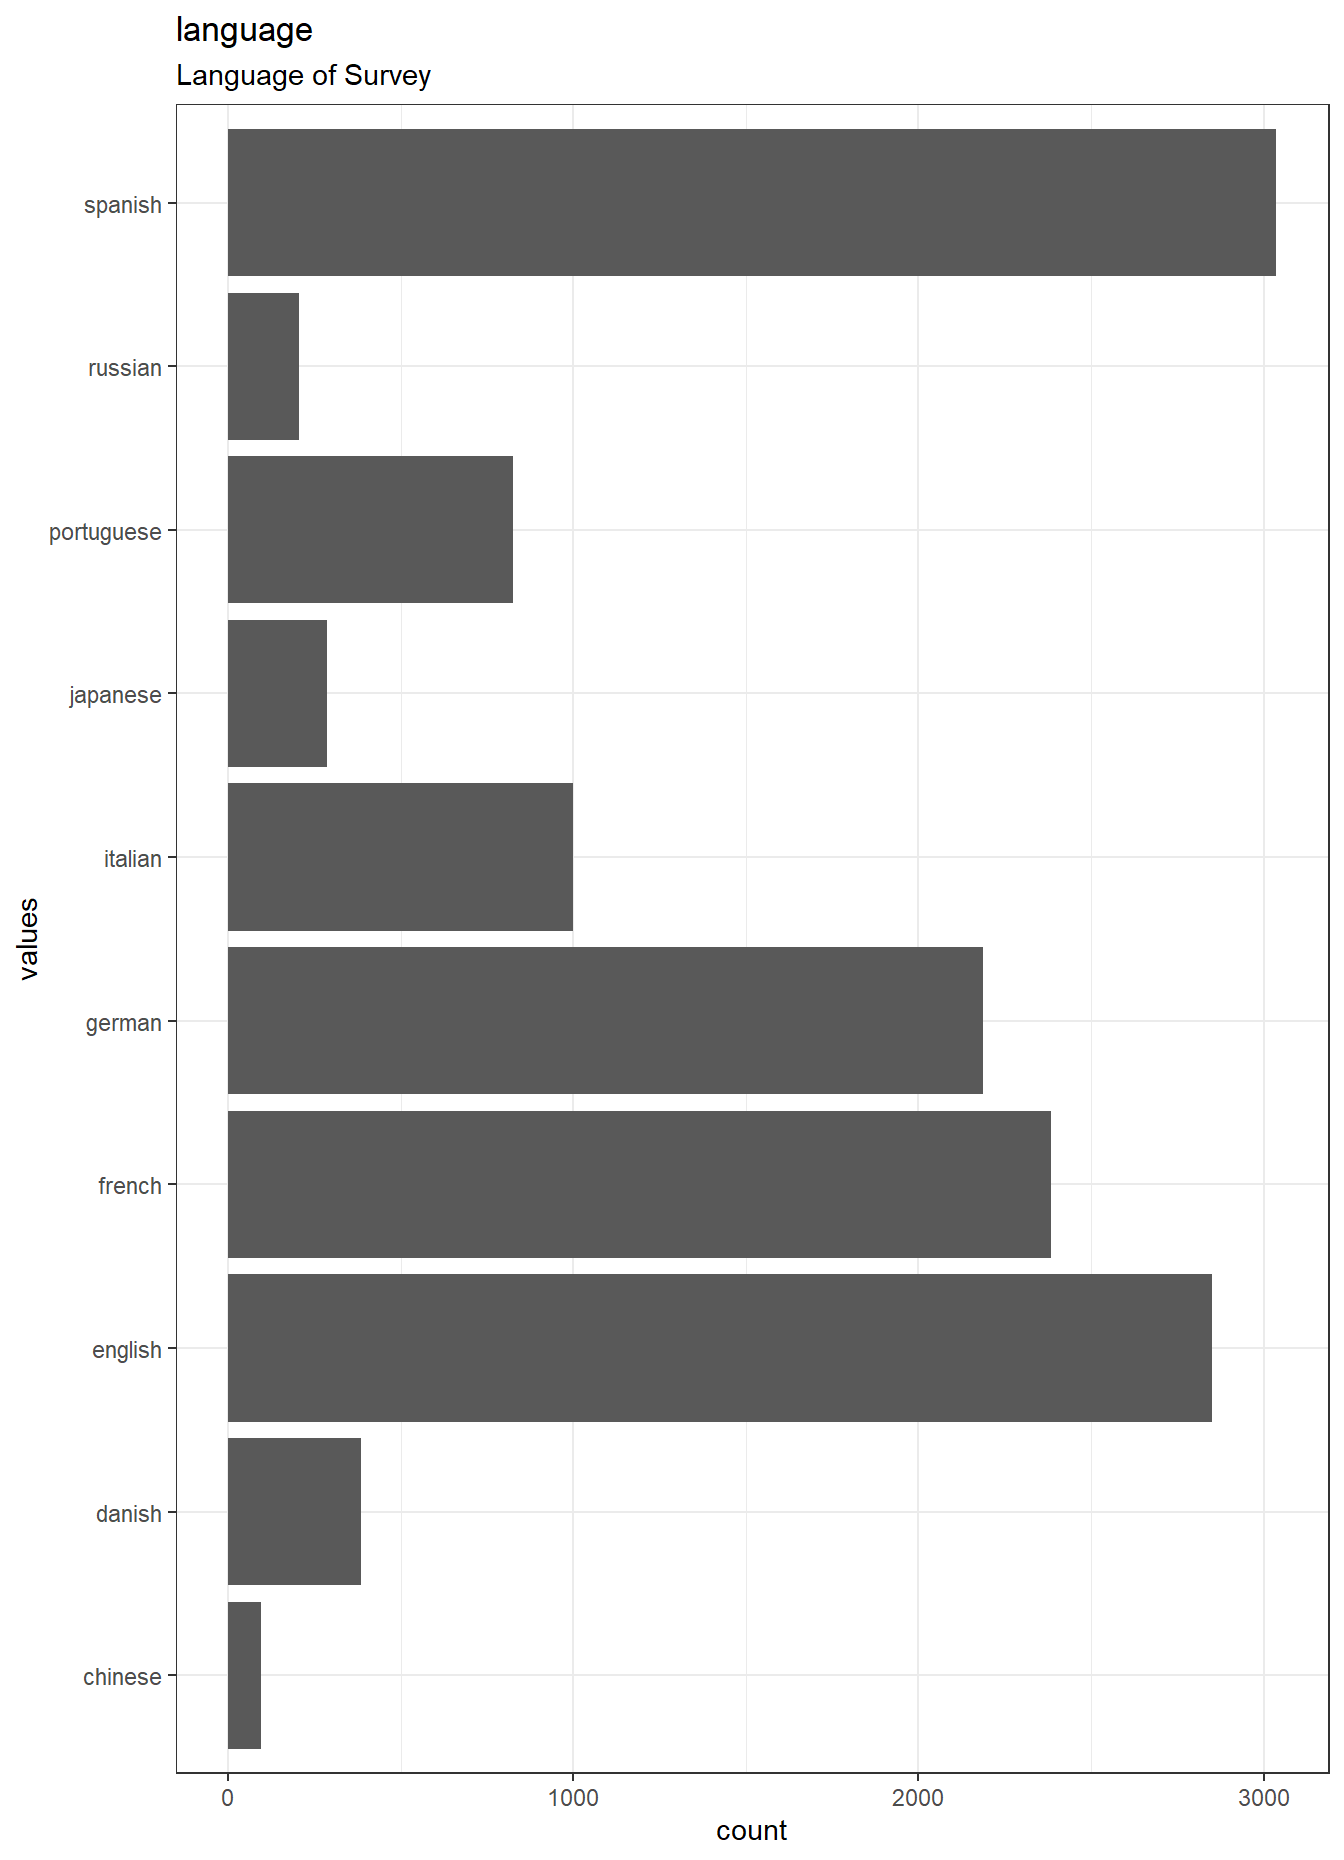 language
Language of Survey
spanish
russian
portuguese
japanese
italian
german
french
english
danish
chinese
values
0 1000 2000 3000
count